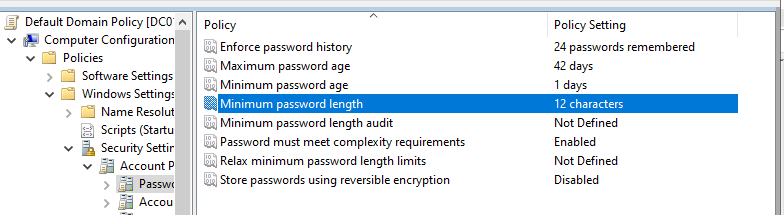 Default Domain Policy [DC0
Computer Configuration
Policies
Software Settings
Windows Settings
Name Resolut
Scripts (Startu
Security Settin
Account P
Passwo
Accou
Policy
Policy Setting
Enforce password history
24 passwords remembered
Maximum password age
42 days
Minimum password age
1 days
Minimum password length
12 characters
Minimum password length audit
Not Defined
Password must meet complexity requirements
Enabled
Relax minimum password length limits
Not Defined
Store passwords using reversible encryption
Disabled